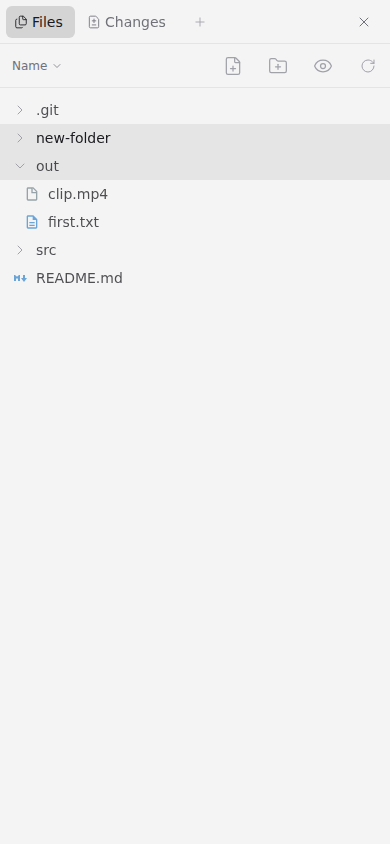 Files
Changes
Name
.git
new-folder
out
clip.mp4
first.txt
src
README.md